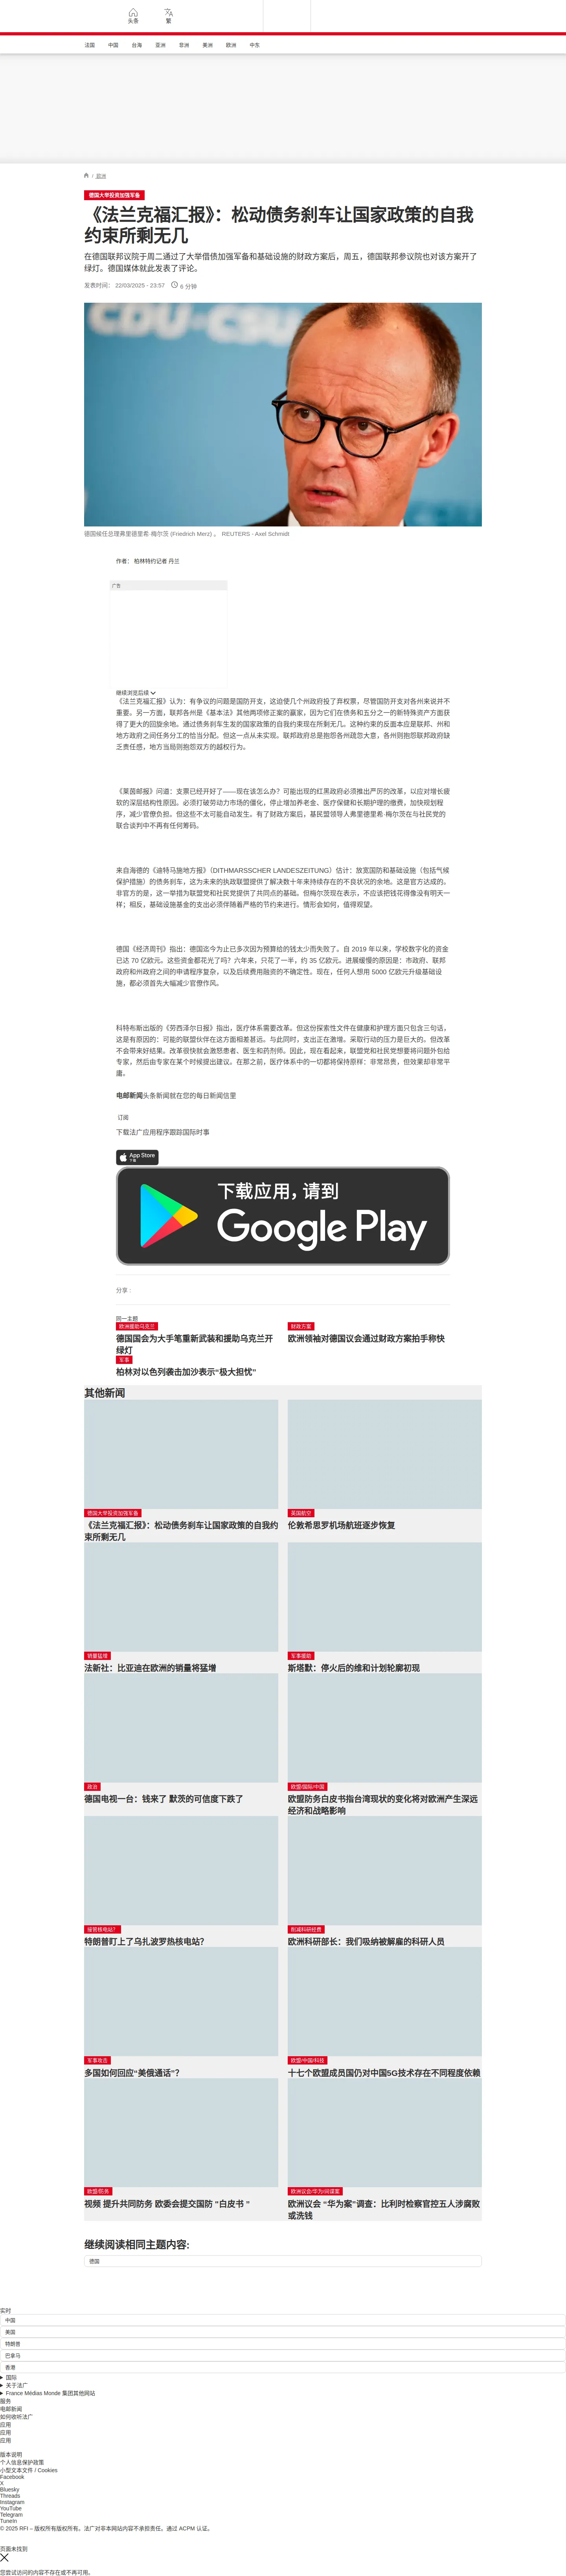 头条
繁
法国 中国 台海 亚洲 非洲 美洲 欧洲 中东
/ 欧洲
德国大举投资加强军备
《法兰克福汇报》：松动债务刹车让国家政策的自我
约束所剩无几
在德国联邦议院于周二通过了大举借债加强军备和基础设施的财政方案后，周五，德国联邦参议院也对该方案开了
绿灯。德国媒体就此发表了评论。
发表时间： 22/03/2025 - 23:57 6 分钟
CDU-CSU
德国候任总理弗里德里希·梅尔茨 (Friedrich Merz) 。 REUTERS - Axel Schmidt
作者： 柏林特约记者 丹兰
广告
继续浏览后续
《法兰克福汇报》认为：有争议的问题是国防开支，这迫使几个州政府投了弃权票，尽管国防开支对各州来说并不
重要。另一方面，联邦各州是《基本法》其他两项修正案的赢家，因为它们在债务和五分之一的新特殊资产方面获
得了更大的回旋余地。通过债务刹车生发的国家政策的自我约束现在所剩无几。这种约束的反面本应是联邦、州和
地方政府之间任务分工的恰当分配。但这一点从未实现。联邦政府总是抱怨各州疏忽大意，各州则抱怨联邦政府缺
乏责任感，地方当局则抱怨双方的越权行为。
《莱茵邮报》问道：支票已经开好了——现在该怎么办？可能出现的红黑政府必须推出严厉的改革，以应对增长疲
软的深层结构性原因。必须打破劳动力市场的僵化，停止增加养老金、医疗保健和长期护理的缴费，加快规划程
序，减少官僚负担。但这些不太可能自动发生。有了财政方案后，基民盟领导人弗里德里希·梅尔茨在与社民党的
联合谈判中不再有任何筹码。
来自海德的《迪特马施地方报》（DITHMARSSCHER LANDESZEITUNG）估计：放宽国防和基础设施（包括气候
保护措施）的债务刹车，这为未来的执政联盟提供了解决数十年来持续存在的不良状况的余地。这是官方达成的。
非官方的是，这一举措为联盟党和社民党提供了共同点的基础。但梅尔茨现在表示，不应该把钱花得像没有明天一
样；相反，基础设施基金的支出必须伴随着严格的节约来进行。情形会如何，值得观望。
德国《经济周刊》指出：德国迄今为止已多次因为预算给的钱太少而失败了。自 2019 年以来，学校数字化的资金
已达 70 亿欧元。这些资金都花光了吗？六年来，只花了一半，约 35 亿欧元。进展缓慢的原因是：市政府、联邦
政府和州政府之间的申请程序复杂，以及后续费用融资的不确定性。现在，任何人想用 5000 亿欧元升级基础设
施，都必须首先大幅减少官僚作风。
科特布斯出版的《劳西泽尔日报》指出，医疗体系需要改革。但这份探索性文件在健康和护理方面只包含三句话，
这是有原因的：可能的联盟伙伴在这方面相差甚远。与此同时，支出正在激增。采取行动的压力是巨大的。但改革
不会带来好结果。改革很快就会激怒患者、医生和药剂师。因此，现在看起来，联盟党和社民党想要将问题外包给
专家，然后由专家在某个时候提出建议。在那之前，医疗体系中的一切都将保持原样：非常昂贵，但效果却非常平
庸。
电邮新闻头条新闻就在您的每日新闻信里
订阅
下载法广应用程序跟踪国际时事
App Store
下载
下载应用，请到
Google Play
分享 :
同一主题
欧洲援助乌克兰
德国国会为大手笔重新武装和援助乌克兰开
绿灯
财政方案
欧洲领袖对德国议会通过财政方案拍手称快
军事
柏林对以色列袭击加沙表示“极大担忧”
其他新闻
德国大举投资加强军备
《法兰克福汇报》：松动债务刹车让国家政策的自我约
束所剩无几
英国航空
伦敦希思罗机场航班逐步恢复
销量猛增
法新社：比亚迪在欧洲的销量将猛增
军事援助
斯塔默：停火后的维和计划轮廓初现
政治
德国电视一台：钱来了 默茨的可信度下跌了
欧盟/国际/中国
欧盟防务白皮书指台湾现状的变化将对欧洲产生深远
经济和战略影响
接管核电站？
特朗普盯上了乌扎波罗热核电站？
削减科研经费
欧洲科研部长：我们吸纳被解雇的科研人员
军事攻击
多国如何回应“美俄通话”？
欧盟/中国/科技
十七个欧盟成员国仍对中国5G技术存在不同程度依赖
欧盟/防务
视频 提升共同防务 欧委会提交国防 "白皮书 "
欧洲议会/华为/间谍案
欧洲议会 “华为案”调查：比利时检察官控五人涉腐败
或洗钱
继续阅读相同主题内容:
德国
实时
中国
美国
特朗普
巴拿马
香港
国际
关于法广
France Médias Monde 集团其他网站
服务
电邮新闻
如何收听法广
应用
应用
应用
版本说明
个人信息保护政策
小型文本文件 / Cookies
Facebook
X
Bluesky
Threads
Instagram
YouTube
Telegram
TuneIn
© 2025 RFI – 版权所有版权所有。法广对非本网站内容不承担责任。通过 ACPM 认证。
页面未找到
您尝试访问的内容不存在或不再可用。